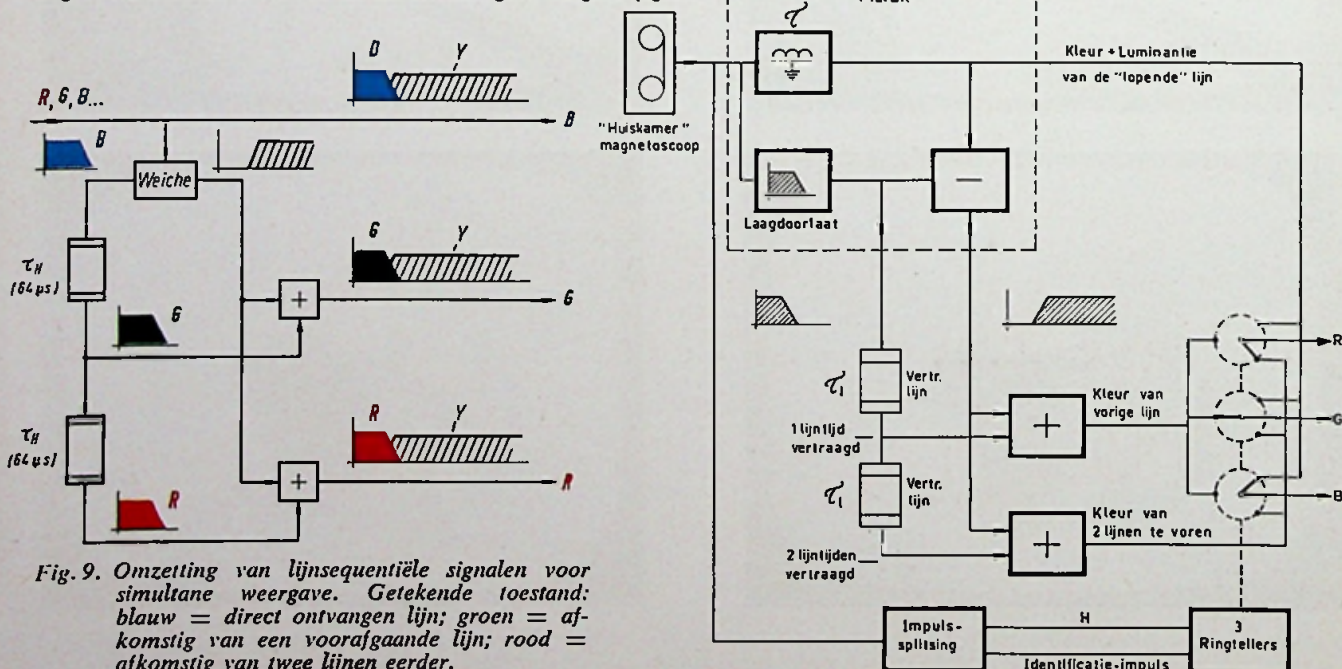 D
Y
R, G, B...
B
B
Weiche
τH
(64 μs)
G
Y
+
G
G
τH
(64 μs)
R
Y
+
R
R
Fig. 9. Omzetting van lijnsequentiële signalen voor
simultane weergave. Getekende toestand:
blauw = direct ontvangen lijn; groen = af-
komstig van een voorafgaande lijn; rood =
afkomstig van twee lijnen eerder.
τ
"Huiskamer"
magnetoscoop
Kleur + Luminantie
van de "lopende" lijn
Laagdoorlaat
−
τ1
Vertr.
lijn
1 lijntijd
vertraagd
+
Kleur van
vorige lijn
R
G
B
τ1
Vertr.
lijn
2 lijntijden
vertraagd
+
Kleur van
2 lijnen te voren
Impuls-
splitsing
H
Identificatie-impuls
3
Ringtellers